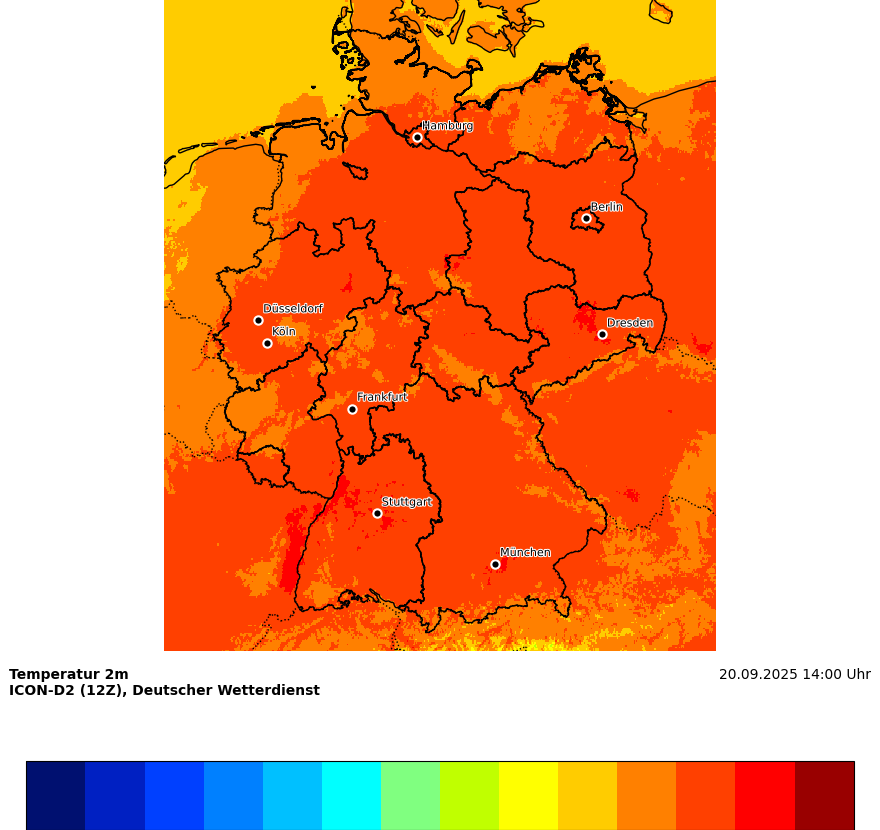 Hamburg
Berlin
Düsseldorf
Köln
Dresden
Frankfurt
Stuttgart
München
Temperatur 2m
20.09.2025 14:00 Uhr
ICON-D2 (12Z), Deutscher Wetterdienst